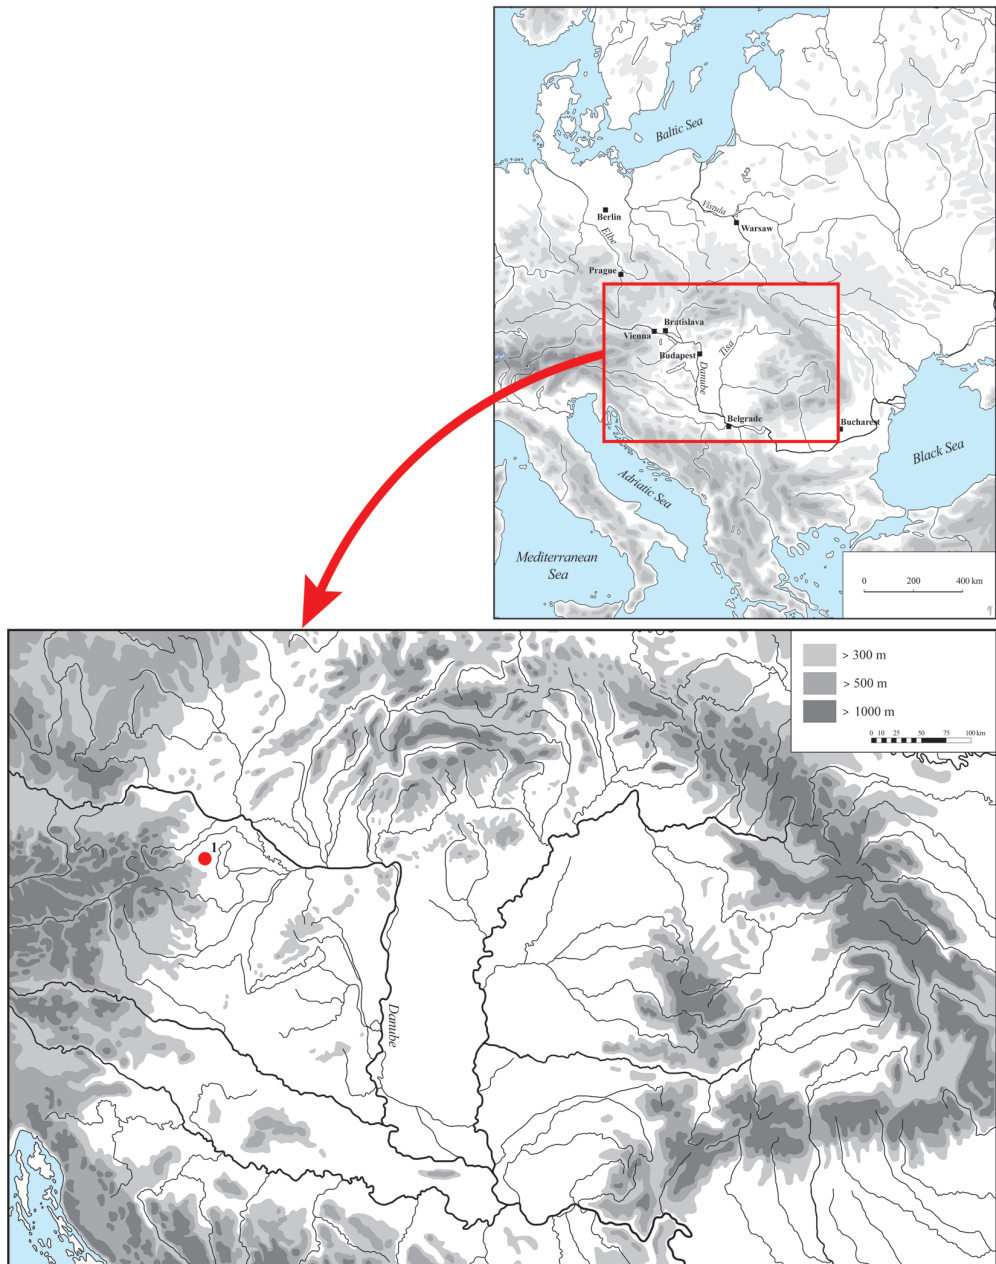 Baltic Sea
Vistula
Berlin
Warsaw
Elbe
Prague
Bratislava
Vienna
Budapest
Tisa
Danube
Belgrade
Bucharest
Black Sea
Adriatic Sea
Mediterranean
Sea
0 200 400 km
> 300 m
> 500 m
> 1000 m
0 10 25 50 75 100 km
1
Danube